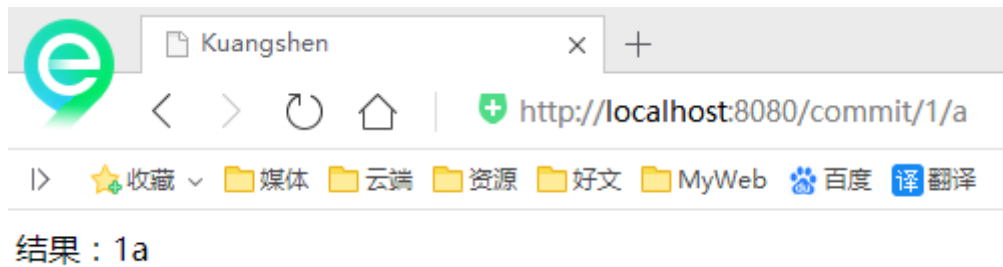 Kuangshen
http://localhost:8080/commit/1/a
收藏 媒体 云端 资源 好文 MyWeb 百度 译 翻译
结果：1a